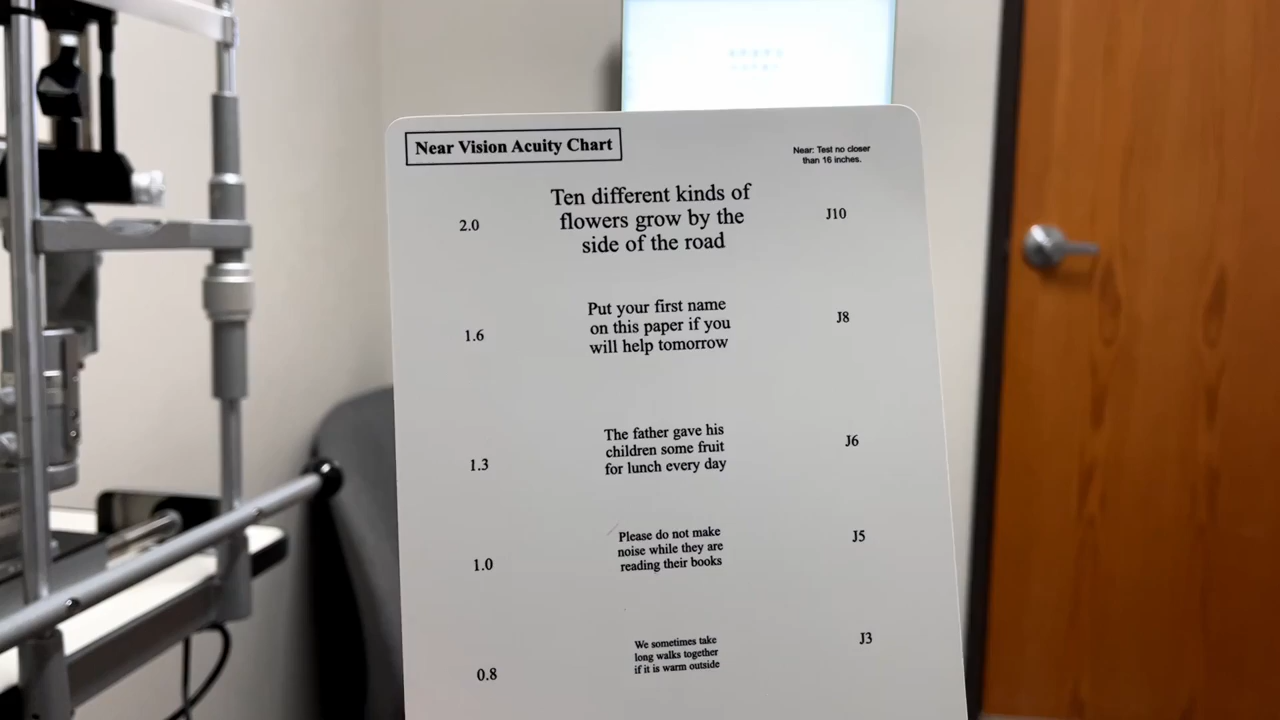 Near Vision Acuity Chart
Near: Test no closer
than 16 inches.
2.0
Ten different kinds of
flowers grow by the
side of the road
J10
1.6
Put your first name
on this paper if you
will help tomorrow
J8
1.3
The father gave his
children some fruit
for lunch every day
J6
1.0
Please do not make
noise while they are
reading their books
J5
0.8
We sometimes take
long walks together
if it is warm outside
J3